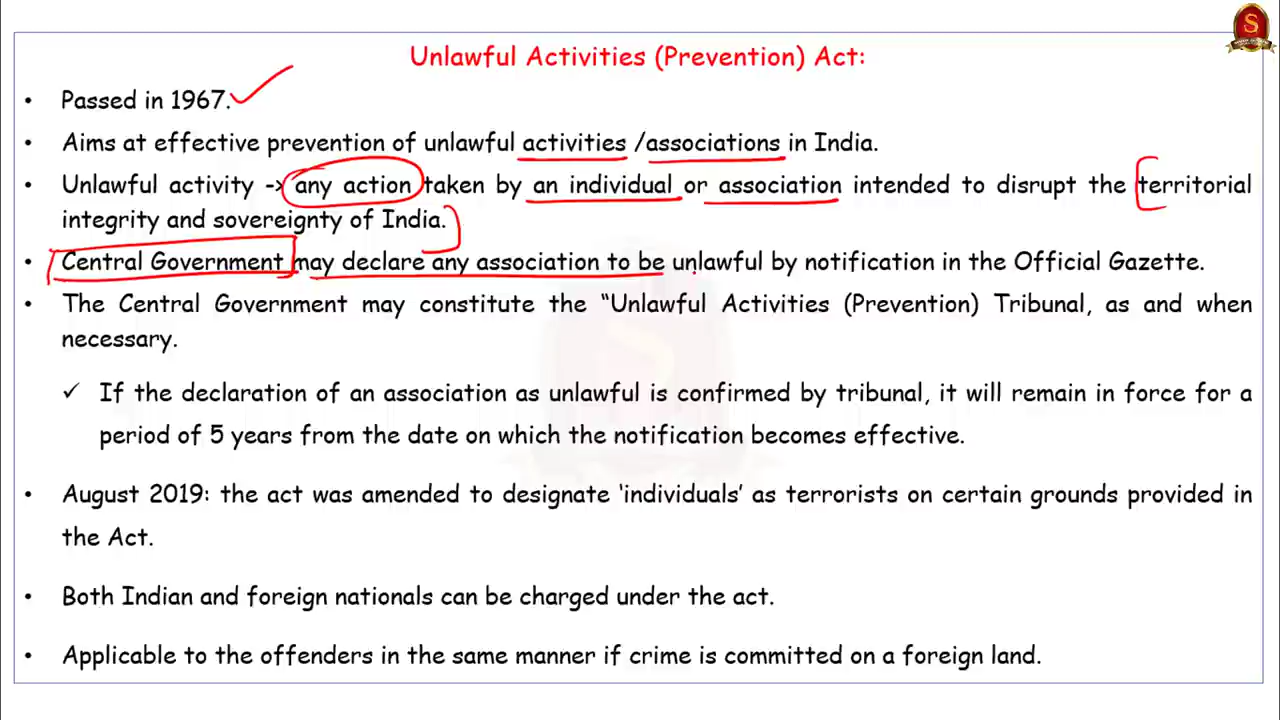 Unlawful Activities (Prevention) Act:
• Passed in 1967.
• Aims at effective prevention of unlawful activities /associations in India.
• Unlawful activity -> any action taken by an individual or association intended to disrupt the territorial
integrity and sovereignty of India.
• Central Government may declare any association to be unlawful by notification in the Official Gazette.
• The Central Government may constitute the “Unlawful Activities (Prevention) Tribunal, as and when
necessary.
✓ If the declaration of an association as unlawful is confirmed by tribunal, it will remain in force for a
period of 5 years from the date on which the notification becomes effective.
• August 2019: the act was amended to designate ‘individuals’ as terrorists on certain grounds provided in
the Act.
• Both Indian and foreign nationals can be charged under the act.
• Applicable to the offenders in the same manner if crime is committed on a foreign land.